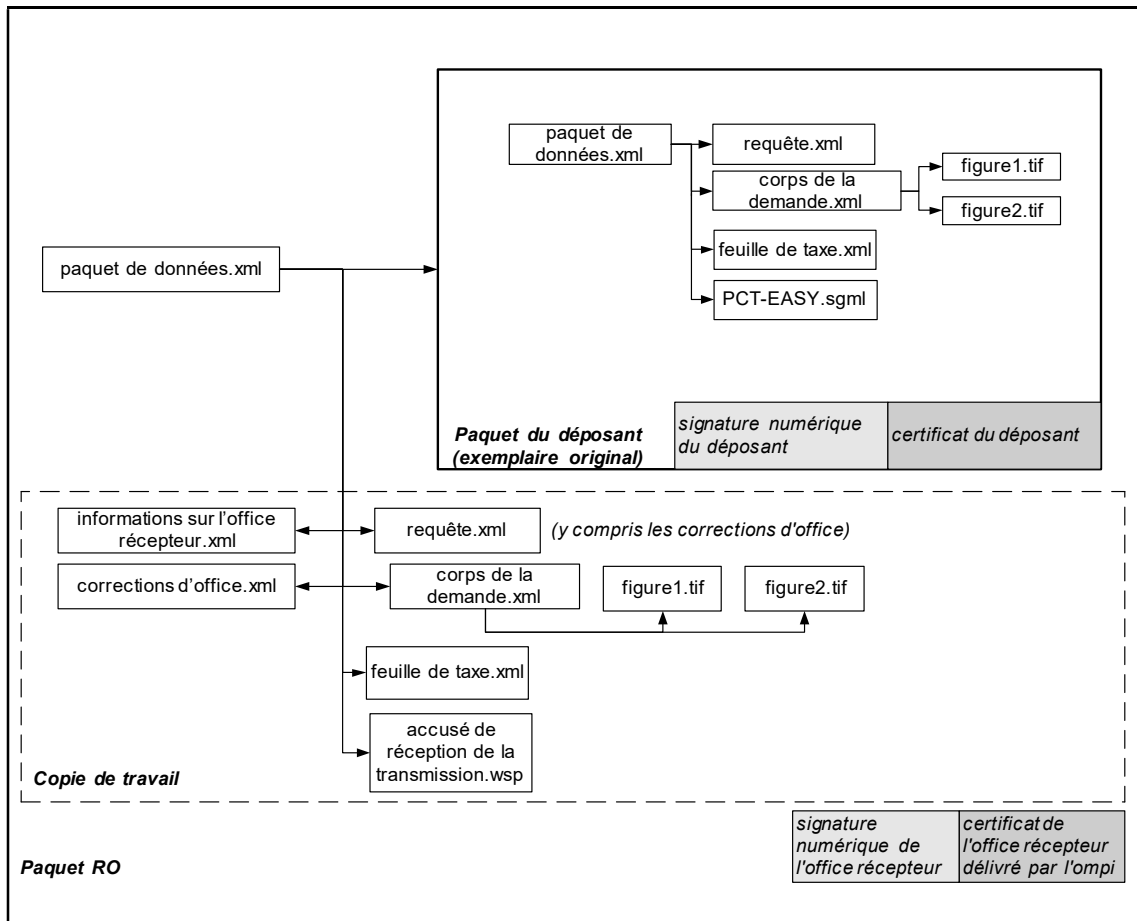 paquet de
données.xml
requête.xml
corps de la
demande.xml
figure1.tif
figure2.tif
feuille de taxe.xml
PCT-EASY.sgml
paquet de données.xml
Paquet du déposant
(exemplaire original)
signature numérique
du déposant
certificat du déposant
informations sur l'office
récepteur.xml
requête.xml
(y compris les corrections d'office)
corrections d'office.xml
corps de la
demande.xml
figure1.tif
figure2.tif
feuille de taxe.xml
accusé de
réception de la
transmission.wsp
Copie de travail
signature
numérique de
l'office récepteur
certificat de
l'office récepteur
délivré par l'ompi
Paquet RO